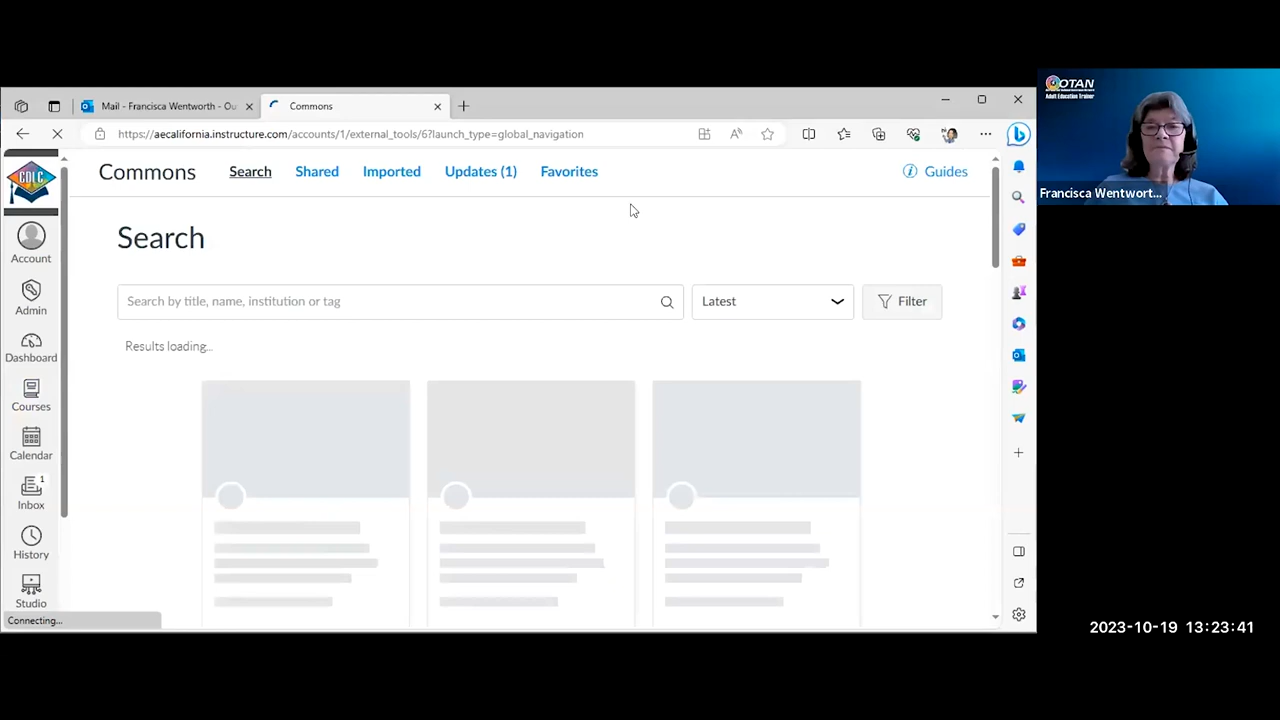 Mail - Francisca Wentworth - Ou
Commons
https://aecalifornia.instructure.com/accounts/1/external_tools/6?launch_type=global_navigation
CDLC
Account
Admin
Dashboard
Courses
Calendar
1
Inbox
History
Studio
Connecting...
Commons
Search
Shared
Imported
Updates (1)
Favorites
Guides
Search
Search by title, name, institution or tag
Latest
Filter
Results loading...
OTAN
Adult Education Trainer
Francisca Wentwort...
2023-10-19 13:23:41